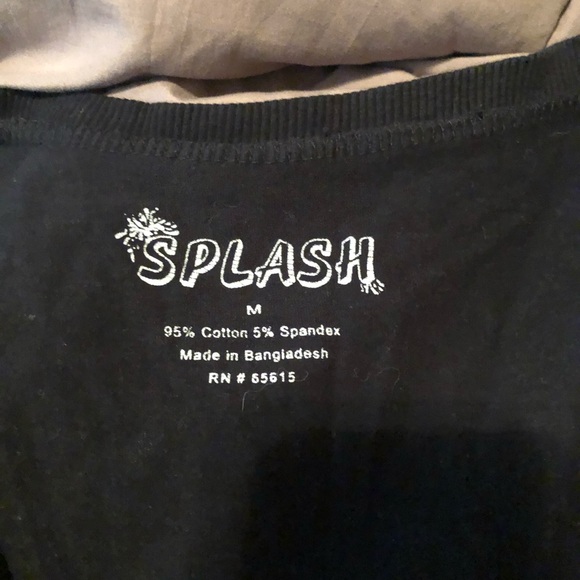 SPLASH
M
95% Cotton 5% Spandex
Made in Bangladesh
RN # 65615